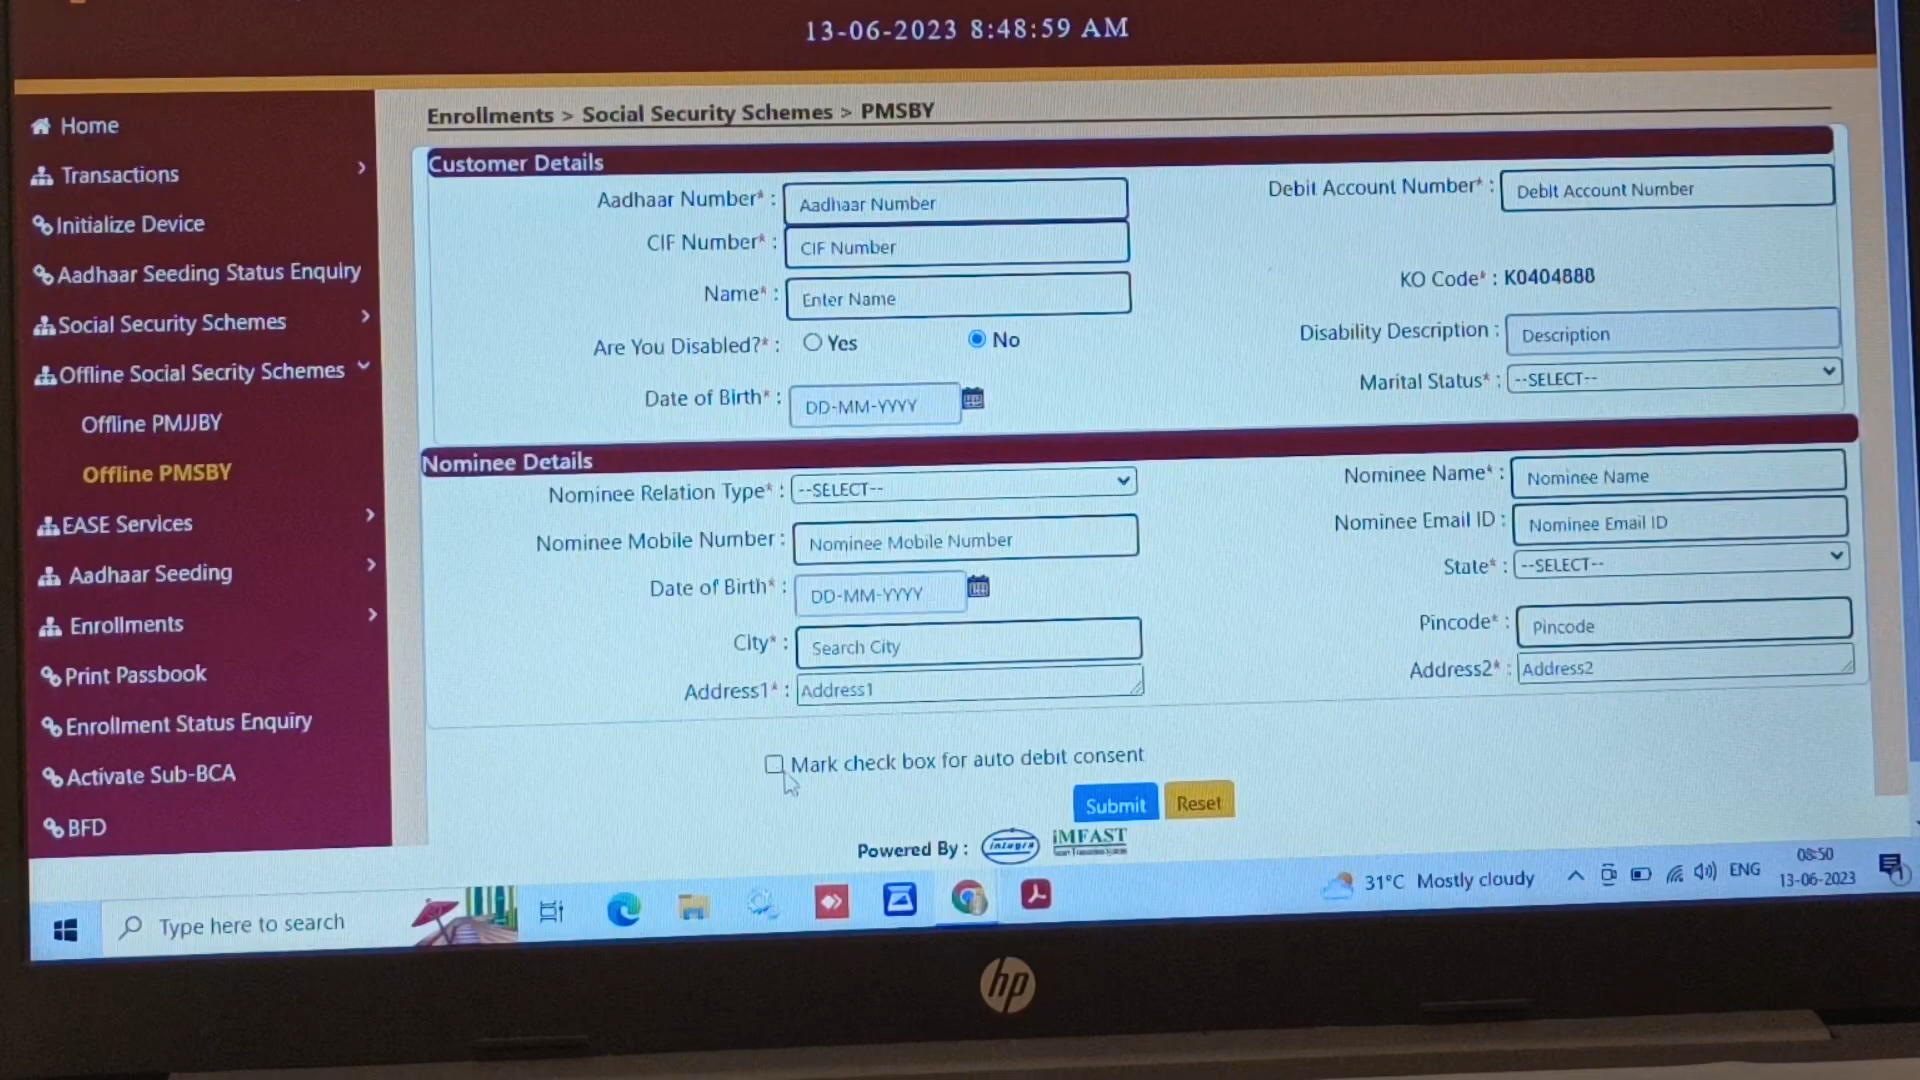 13-06-2023 8:48:59 AM
Home
Transactions
Initialize Device
Aadhaar Seeding Status Enquiry
Social Security Schemes
Offline Social Secrity Schemes
Offline PMJJBY
Offline PMSBY
EASE Services
Aadhaar Seeding
Enrollments
Print Passbook
Enrollment Status Enquiry
Activate Sub-BCA
BFD
Enrollments > Social Security Schemes > PMSBY
Customer Details
Aadhaar Number* : Aadhaar Number Debit Account Number* : Debit Account Number
CIF Number* : CIF Number
Name* : Enter Name KO Code* : K0404888
Are You Disabled?* : Yes No Disability Description : Description
Date of Birth* : DD-MM-YYYY Marital Status* : --SELECT--
Nominee Details
Nominee Relation Type* : --SELECT-- Nominee Name* : Nominee Name
Nominee Mobile Number : Nominee Mobile Number Nominee Email ID : Nominee Email ID
Date of Birth* : DD-MM-YYYY State* : --SELECT--
City* : Search City Pincode* : Pincode
Address1* : Address1 Address2* : Address2
Mark check box for auto debit consent
Submit Reset
Powered By : integra iMFAST
Type here to search 31°C Mostly cloudy ENG 08:50
13-06-2023 1
hp